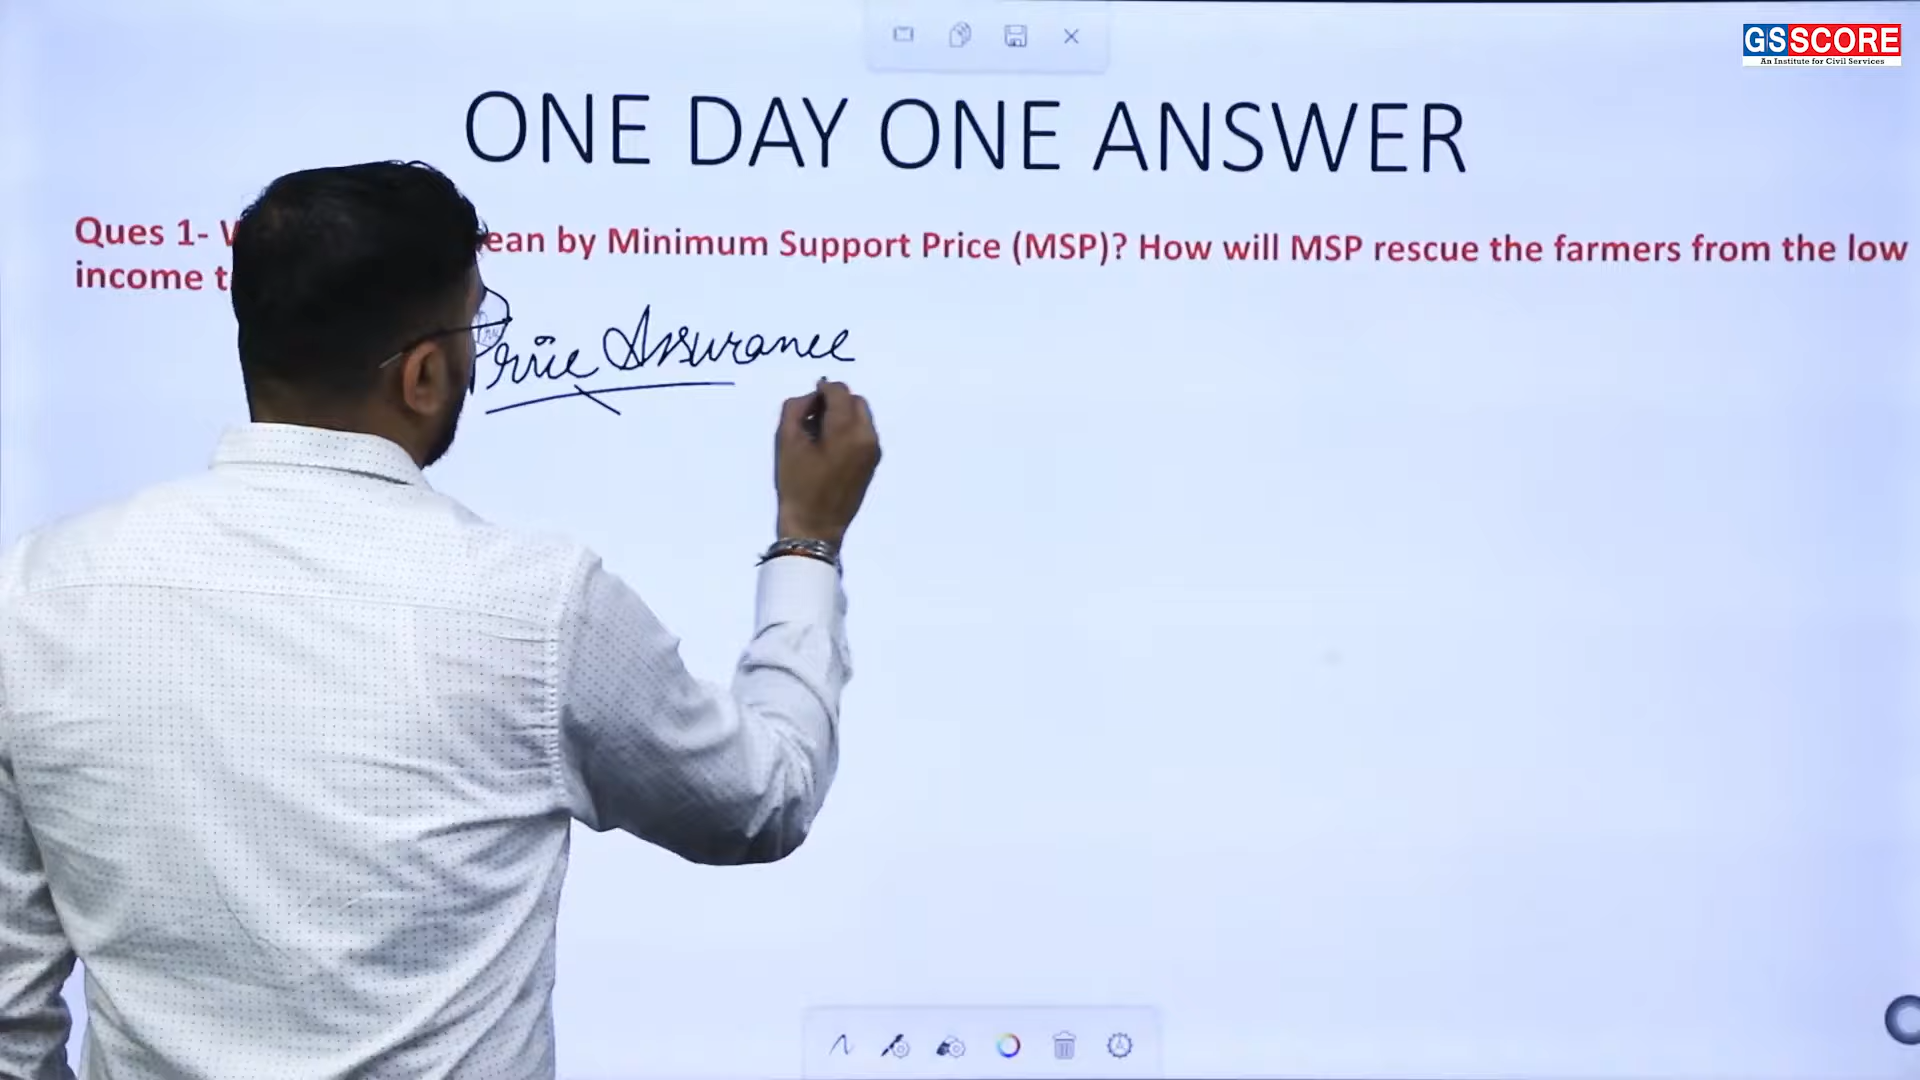 GSSCORE
An Institute for Civil Services
ONE DAY ONE ANSWER
Ques 1- ean by Minimum Support Price (MSP)? How will MSP rescue the farmers from the low
income t
Price Assurance